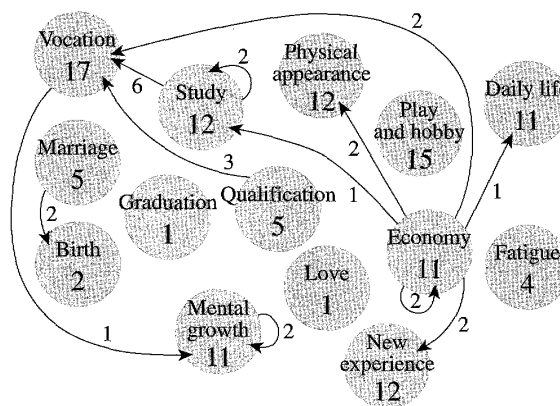 Vocation
17
6
Study
12
2
Physical
appearance
12
2
Play
and hobby
15
Daily life
11
2
Marriage
5
2
Birth
2
Graduation
1
3
Qualification
5
1
Economy
11
2
1
Fatigue
4
Love
1
Mental
growth
11
2
1
New
experience
12
2